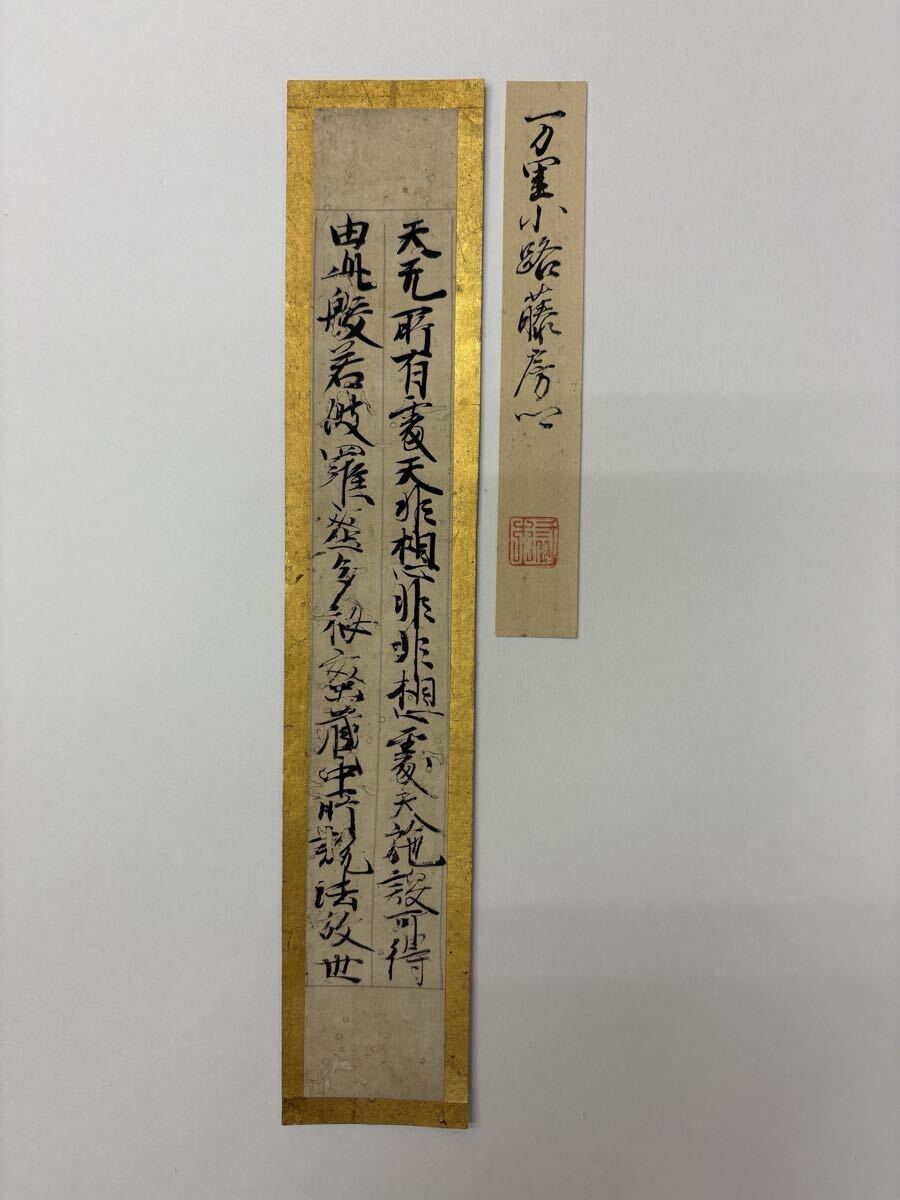 万里小路藤房卿
天无所有處天非想非非想處天施設可得
由此般若波羅蜜多秘密蔵中所説法故世